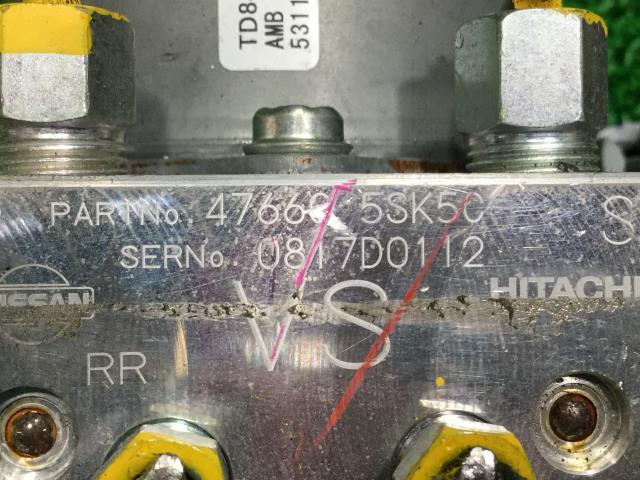 TD8
AMB
5311
PARTNo. 47660 5SK5C S
SERNo. 0817D0112
NISSAN HITACHI
VS
RR